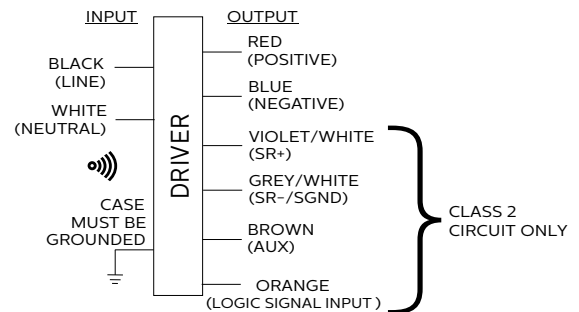 INPUT
OUTPUT
BLACK
(LINE)
WHITE
(NEUTRAL)
CASE
MUST BE
GROUNDED
DRIVER
RED
(POSITIVE)
BLUE
(NEGATIVE)
VIOLET/WHITE
(SR+)
GREY/WHITE
(SR-/SGND)
BROWN
(AUX)
ORANGE
(LOGIC SIGNAL INPUT )
CLASS 2
CIRCUIT ONLY